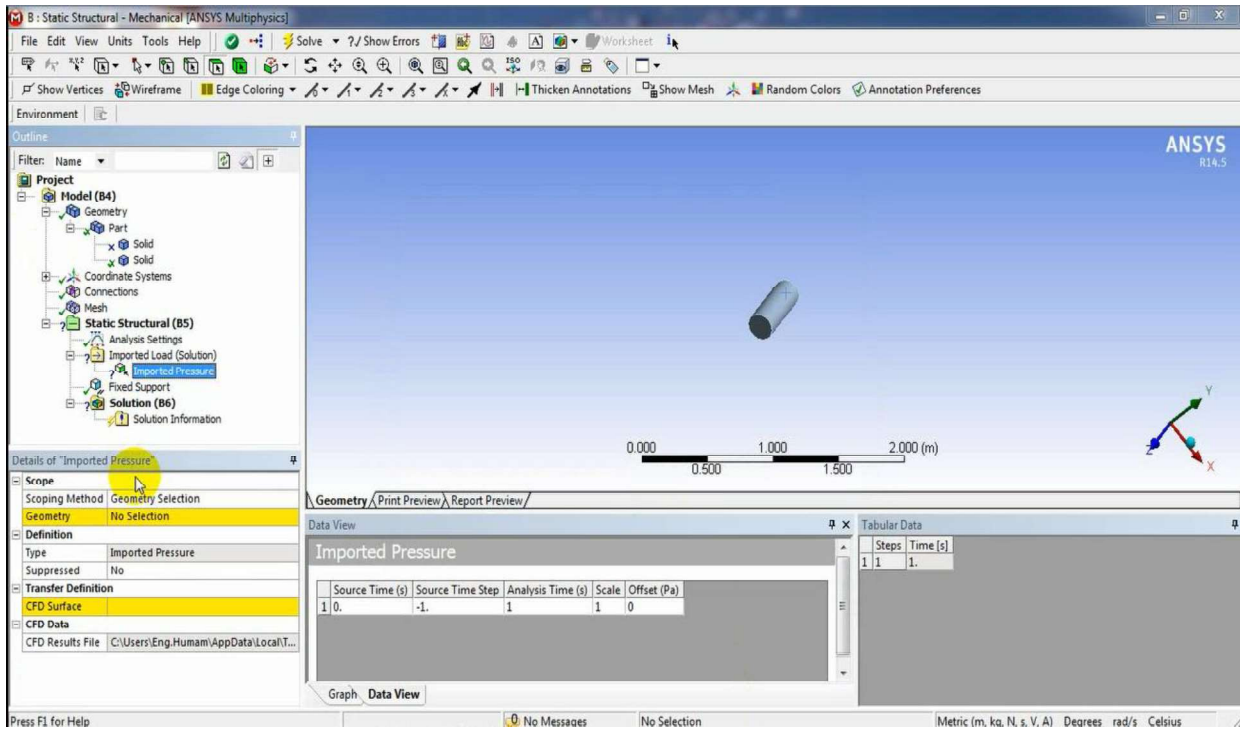 B : Static Structural - Mechanical [ANSYS Multiphysics]
File Edit View Units Tools Help Solve ?/ Show Errors Worksheet
Show Vertices Wireframe Edge Coloring Thicken Annotations Show Mesh Random Colors Annotation Preferences
Environment
Outline
Filter: Name
Project
Model (B4)
Geometry
Part
Solid
Solid
Coordinate Systems
Connections
Mesh
Static Structural (B5)
Analysis Settings
Imported Load (Solution)
Imported Pressure
Fixed Support
Solution (B6)
Solution Information
Details of "Imported Pressure"
Scope
Scoping Method Geometry Selection
Geometry No Selection
Definition
Type Imported Pressure
Suppressed No
Transfer Definition
CFD Surface
CFD Data
CFD Results File C:\Users\Eng.Humam\AppData\Local\T...
ANSYS
R14.5
Y
Z
X
0.000 1.000 2.000 (m)
0.500 1.500
Geometry Print Preview Report Preview
Data View
Imported Pressure
Source Time (s) Source Time Step Analysis Time (s) Scale Offset (Pa)
1 0. -1. 1 1 0
Graph Data View
Tabular Data
Steps Time [s]
1 1 1.
Press F1 for Help 0 No Messages No Selection Metric (m, kg, N, s, V, A) Degrees rad/s Celsius